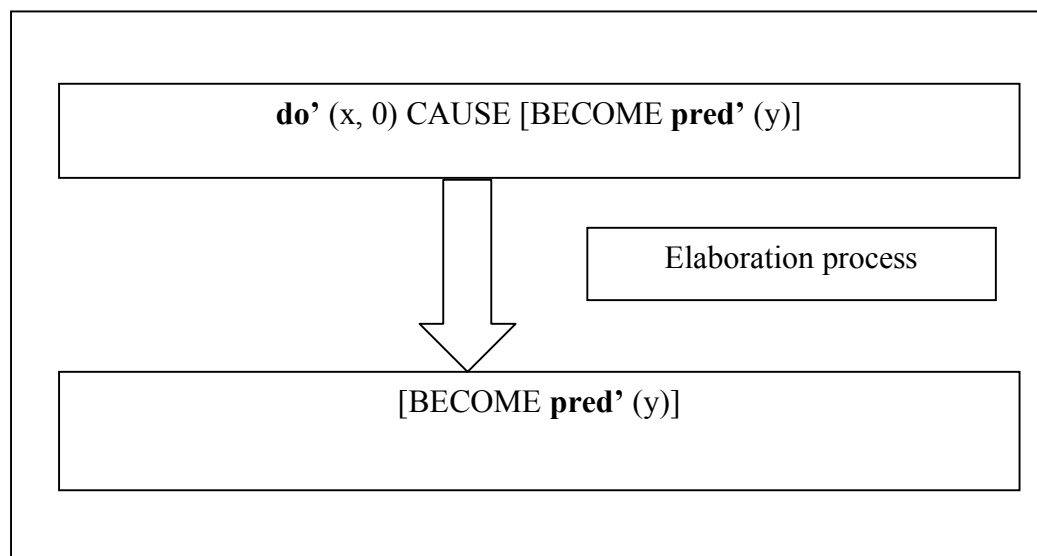 do’ (x, 0) CAUSE [BECOME pred’ (y)]
Elaboration process
[BECOME pred’ (y)]